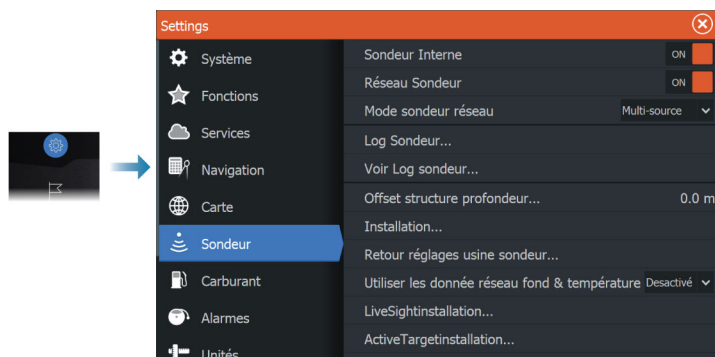 Settings
Système
Fonctions
Services
Navigation
Carte
Sondeur
Carburant
Alarmes
Unités
Sondeur Interne ON
Réseau Sondeur ON
Mode sondeur réseau Multi-source
Log Sondeur...
Voir Log sondeur...
Offset structure profondeur... 0.0 m
Installation...
Retour réglages usine sondeur...
Utiliser les donnée réseau fond & température Desactivé
LiveSightinstallation...
ActiveTargetinstallation...